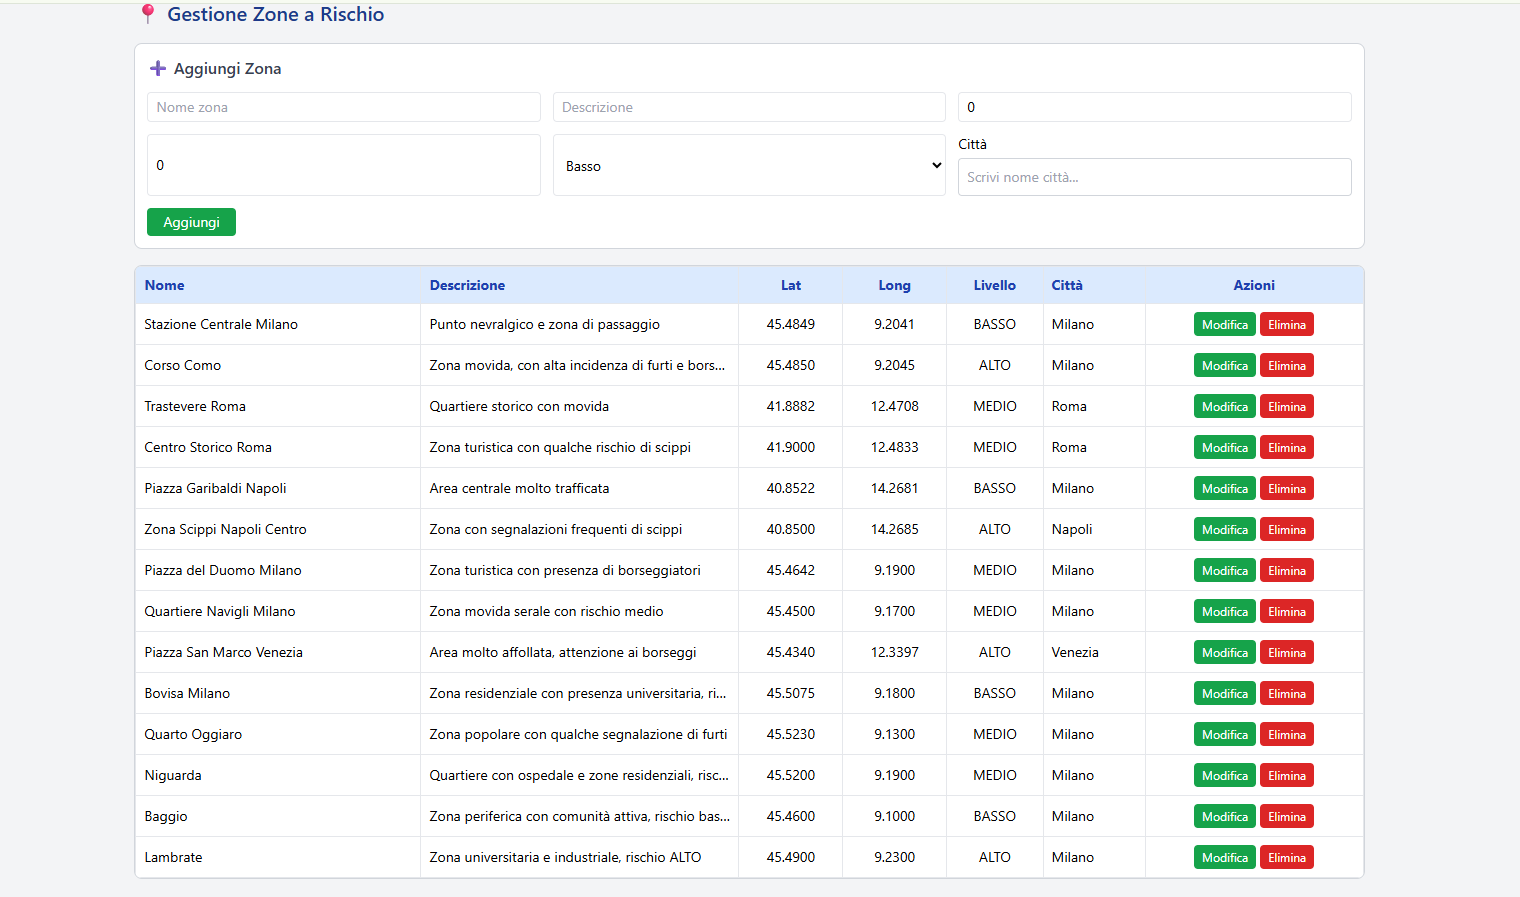 Gestione Zone a Rischio
Aggiungi Zona
Nome zona Descrizione 0
0 Basso Città
Scrivi nome città...
Aggiungi
Nome Descrizione Lat Long Livello Città Azioni
Stazione Centrale Milano Punto nevralgico e zona di passaggio 45.4849 9.2041 BASSO Milano Modifica Elimina
Corso Como Zona movida, con alta incidenza di furti e bors... 45.4850 9.2045 ALTO Milano Modifica Elimina
Trastevere Roma Quartiere storico con movida 41.8882 12.4708 MEDIO Roma Modifica Elimina
Centro Storico Roma Zona turistica con qualche rischio di scippi 41.9000 12.4833 MEDIO Roma Modifica Elimina
Piazza Garibaldi Napoli Area centrale molto trafficata 40.8522 14.2681 BASSO Milano Modifica Elimina
Zona Scippi Napoli Centro Zona con segnalazioni frequenti di scippi 40.8500 14.2685 ALTO Napoli Modifica Elimina
Piazza del Duomo Milano Zona turistica con presenza di borseggiatori 45.4642 9.1900 MEDIO Milano Modifica Elimina
Quartiere Navigli Milano Zona movida serale con rischio medio 45.4500 9.1700 MEDIO Milano Modifica Elimina
Piazza San Marco Venezia Area molto affollata, attenzione ai borseggi 45.4340 12.3397 ALTO Venezia Modifica Elimina
Bovisa Milano Zona residenziale con presenza universitaria, ri... 45.5075 9.1800 BASSO Milano Modifica Elimina
Quarto Oggiaro Zona popolare con qualche segnalazione di furti 45.5230 9.1300 MEDIO Milano Modifica Elimina
Niguarda Quartiere con ospedale e zone residenziali, risc... 45.5200 9.1900 MEDIO Milano Modifica Elimina
Baggio Zona periferica con comunità attiva, rischio bas... 45.4600 9.1000 BASSO Milano Modifica Elimina
Lambrate Zona universitaria e industriale, rischio ALTO 45.4900 9.2300 ALTO Milano Modifica Elimina